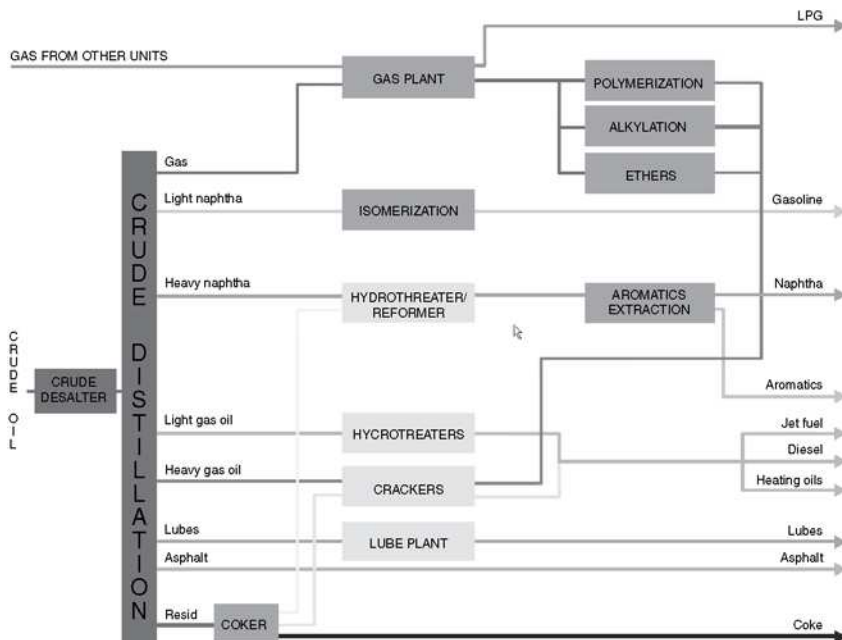 LPG
GAS FROM OTHER UNITS
GAS PLANT
POLYMERIZATION
ALKYLATION
ETHERS
Gas
Light naphtha
ISOMERIZATION
Gasoline
Heavy naphtha
HYDROTHREATER/
REFORMER
AROMATICS
EXTRACTION
Naphtha
CRUDE OIL
CRUDE
DESALTER
CRUDE DISTILLATION
Aromatics
Light gas oil
HYCROTREATERS
Jet fuel
Diesel
Heavy gas oil
CRACKERS
Heating oils
Lubes
LUBE PLANT
Lubes
Asphalt
Asphalt
Resid
COKER
Coke